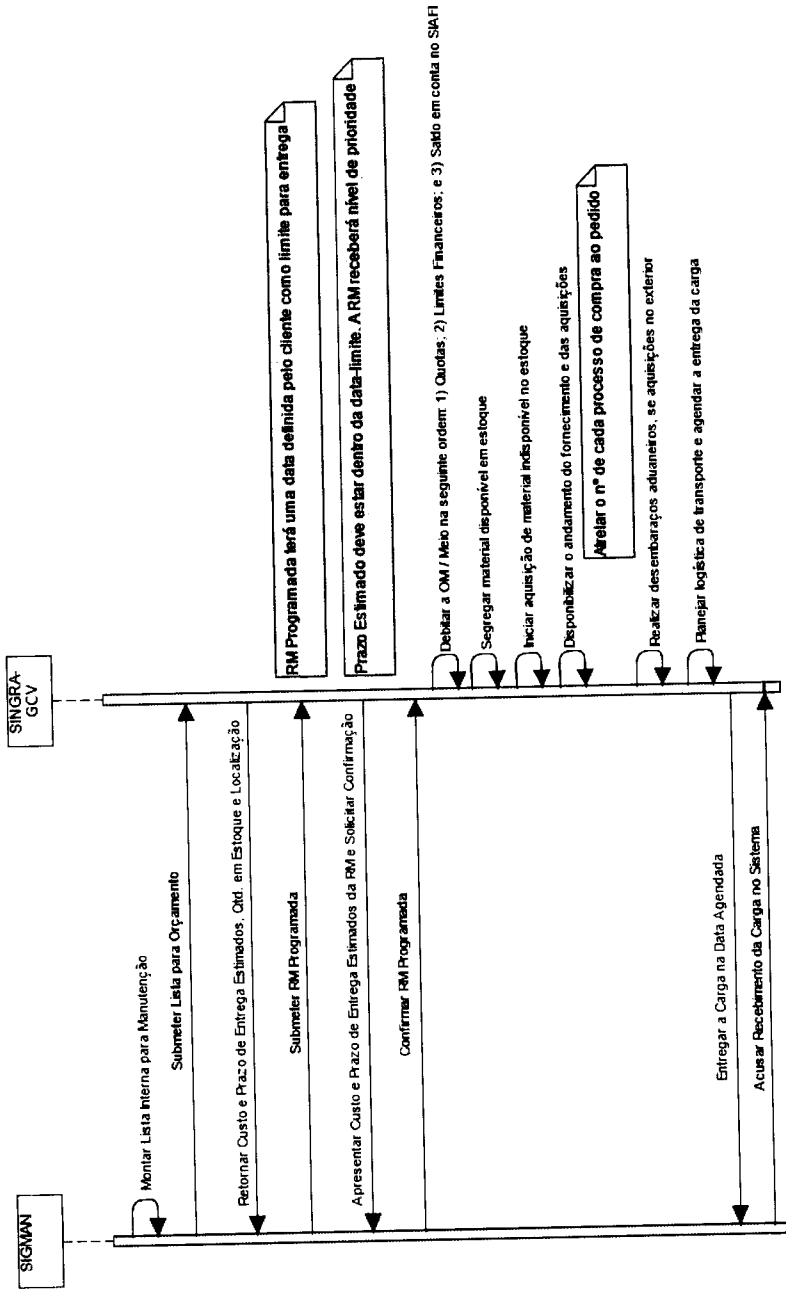 SIGMAN
SINGRA-
GCV
Montar Lista Interna para Manutenção
Submeter Lista para Orçamento
Retornar Custo e Prazo de Entrega Estimados, Qtd. em Estoque e Localização
Submeter RM Programada
RM Programada terá uma data definida pelo cliente como limite para entrega
Apresentar Custo e Prazo de Entrega Estimados da RM e Solicitar Confirmação
Prazo Estimado deve estar dentro da data-limite. A RM receberá nível de prioridade
Confirmar RM Programada
Debitar a OM / Meio na seguinte ordem: 1) Quotas; 2) Limites Financeiros; e 3) Saldo em conta no SIAFI
Segregar material disponível em estoque
Iniciar aquisição de material indisponível no estoque
Disponibilizar o andamento do fornecimento e das aquisições
Atrelar o nº de cada processo de compra ao pedido
Realizar desembaraços aduaneiros, se aquisições no exterior
Planejar logística de transporte e agendar a entrega da carga
Entregar a Carga na Data Agendada
Acusar Recebimento da Carga no Sistema